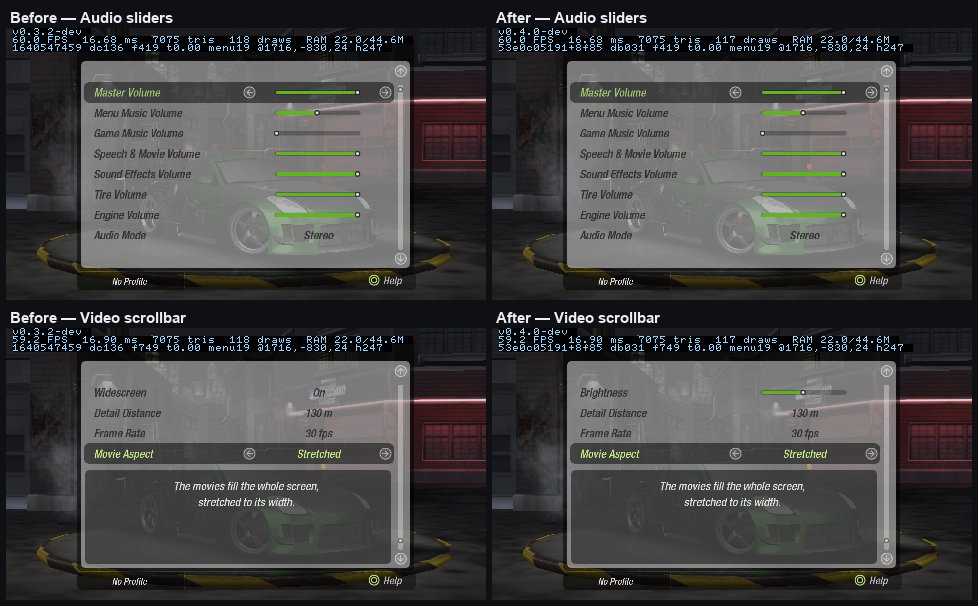 Before — Audio sliders
v0.3.2-dev
60.0 FPS 16.68 ms 7075 tris 118 draws RAM 22.0/44.6M
1640547459 dc136 f419 t0.00 menu19 @1716,-830,24 h247
Master Volume
Menu Music Volume
Game Music Volume
Speech & Movie Volume
Sound Effects Volume
Tire Volume
Engine Volume
Audio Mode Stereo
No Profile Help
After — Audio sliders
v0.4.0-dev
60.0 FPS 16.68 ms 7075 tris 117 draws RAM 22.0/44.6M
53e0c05191+8f85 db031 f419 t0.00 menu19 @1716,-830,24 h247
Master Volume
Menu Music Volume
Game Music Volume
Speech & Movie Volume
Sound Effects Volume
Tire Volume
Engine Volume
Audio Mode Stereo
No Profile Help
Before — Video scrollbar
v0.3.2-dev
59.2 FPS 16.90 ms 7075 tris 118 draws RAM 22.0/44.6M
1640547459 dc136 f749 t0.00 menu19 @1716,-830,24 h247
Widescreen On
Detail Distance 130 m
Frame Rate 30 fps
Movie Aspect Stretched
The movies fill the whole screen,
stretched to its width.
No Profile Help
After — Video scrollbar
v0.4.0-dev
59.2 FPS 16.90 ms 7075 tris 117 draws RAM 22.0/44.6M
53e0c05191+8f85 db031 f749 t0.00 menu19 @1716,-830,24 h247
Brightness
Detail Distance 130 m
Frame Rate 30 fps
Movie Aspect Stretched
The movies fill the whole screen,
stretched to its width.
No Profile Help